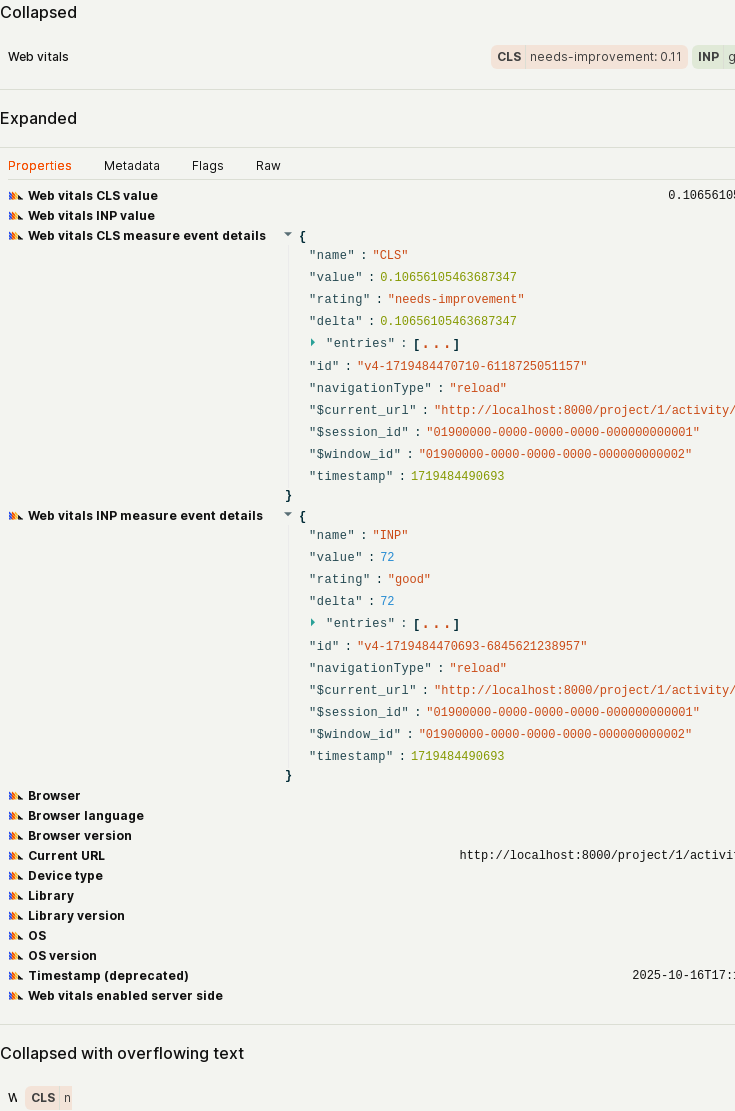 Collapsed
Web vitals CLS needs-improvement: 0.11 INP g
Expanded
Properties Metadata Flags Raw
Web vitals CLS value 0.1065610
Web vitals INP value
Web vitals CLS measure event details {
"name" : "CLS"
"value" : 0.10656105463687347
"rating" : "needs-improvement"
"delta" : 0.10656105463687347
"entries" : [...]
"id" : "v4-1719484470710-6118725051157"
"navigationType" : "reload"
"$current_url" : "http://localhost:8000/project/1/activity/
"$session_id" : "01900000-0000-0000-0000-000000000001"
"$window_id" : "01900000-0000-0000-0000-000000000002"
"timestamp" : 1719484490693
}
Web vitals INP measure event details {
"name" : "INP"
"value" : 72
"rating" : "good"
"delta" : 72
"entries" : [...]
"id" : "v4-1719484470693-6845621238957"
"navigationType" : "reload"
"$current_url" : "http://localhost:8000/project/1/activity/
"$session_id" : "01900000-0000-0000-0000-000000000001"
"$window_id" : "01900000-0000-0000-0000-000000000002"
"timestamp" : 1719484490693
}
Browser
Browser language
Browser version
Current URL http://localhost:8000/project/1/activi
Device type
Library
Library version
OS
OS version
Timestamp (deprecated) 2025-10-16T17:
Web vitals enabled server side
Collapsed with overflowing text
W CLS n